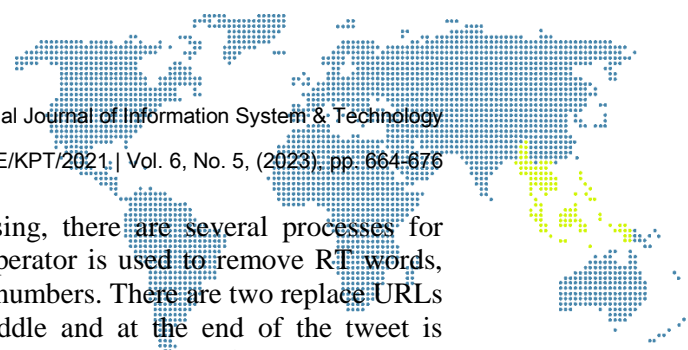 al Journal of Information System & Technology
E/KPT/2021 | Vol. 6, No. 5, (2023), pp. 664-676
sing, there are several processes for
perator is used to remove RT words,
numbers. There are two replace URLs
ddle and at the end of the tweet is